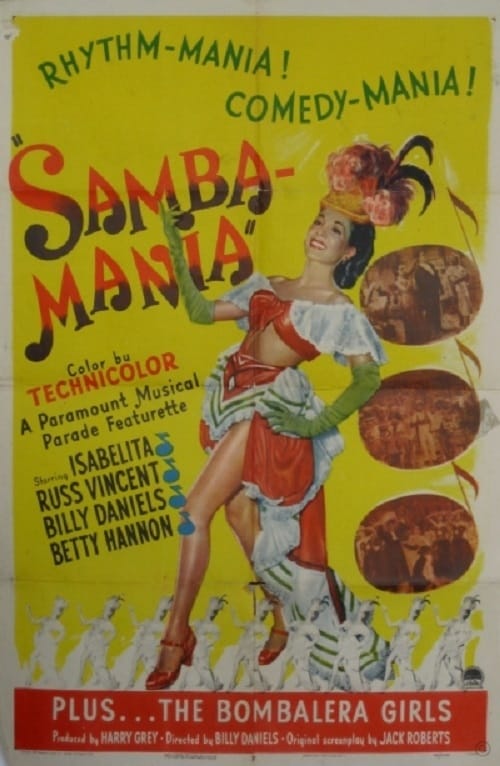 RHYTHM-MANIA!
COMEDY-MANIA!
"SAMBA-
MANIA"
Color by
TECHNICOLOR
A Paramount Musical
Parade Featurette
Starring ISABELITA
RUSS VINCENT
BILLY DANIELS
BETTY HANNON
PLUS...THE BOMBALERA GIRLS
Produced by HARRY GREY - Directed by BILLY DANIELS - Original screenplay by JACK ROBERTS